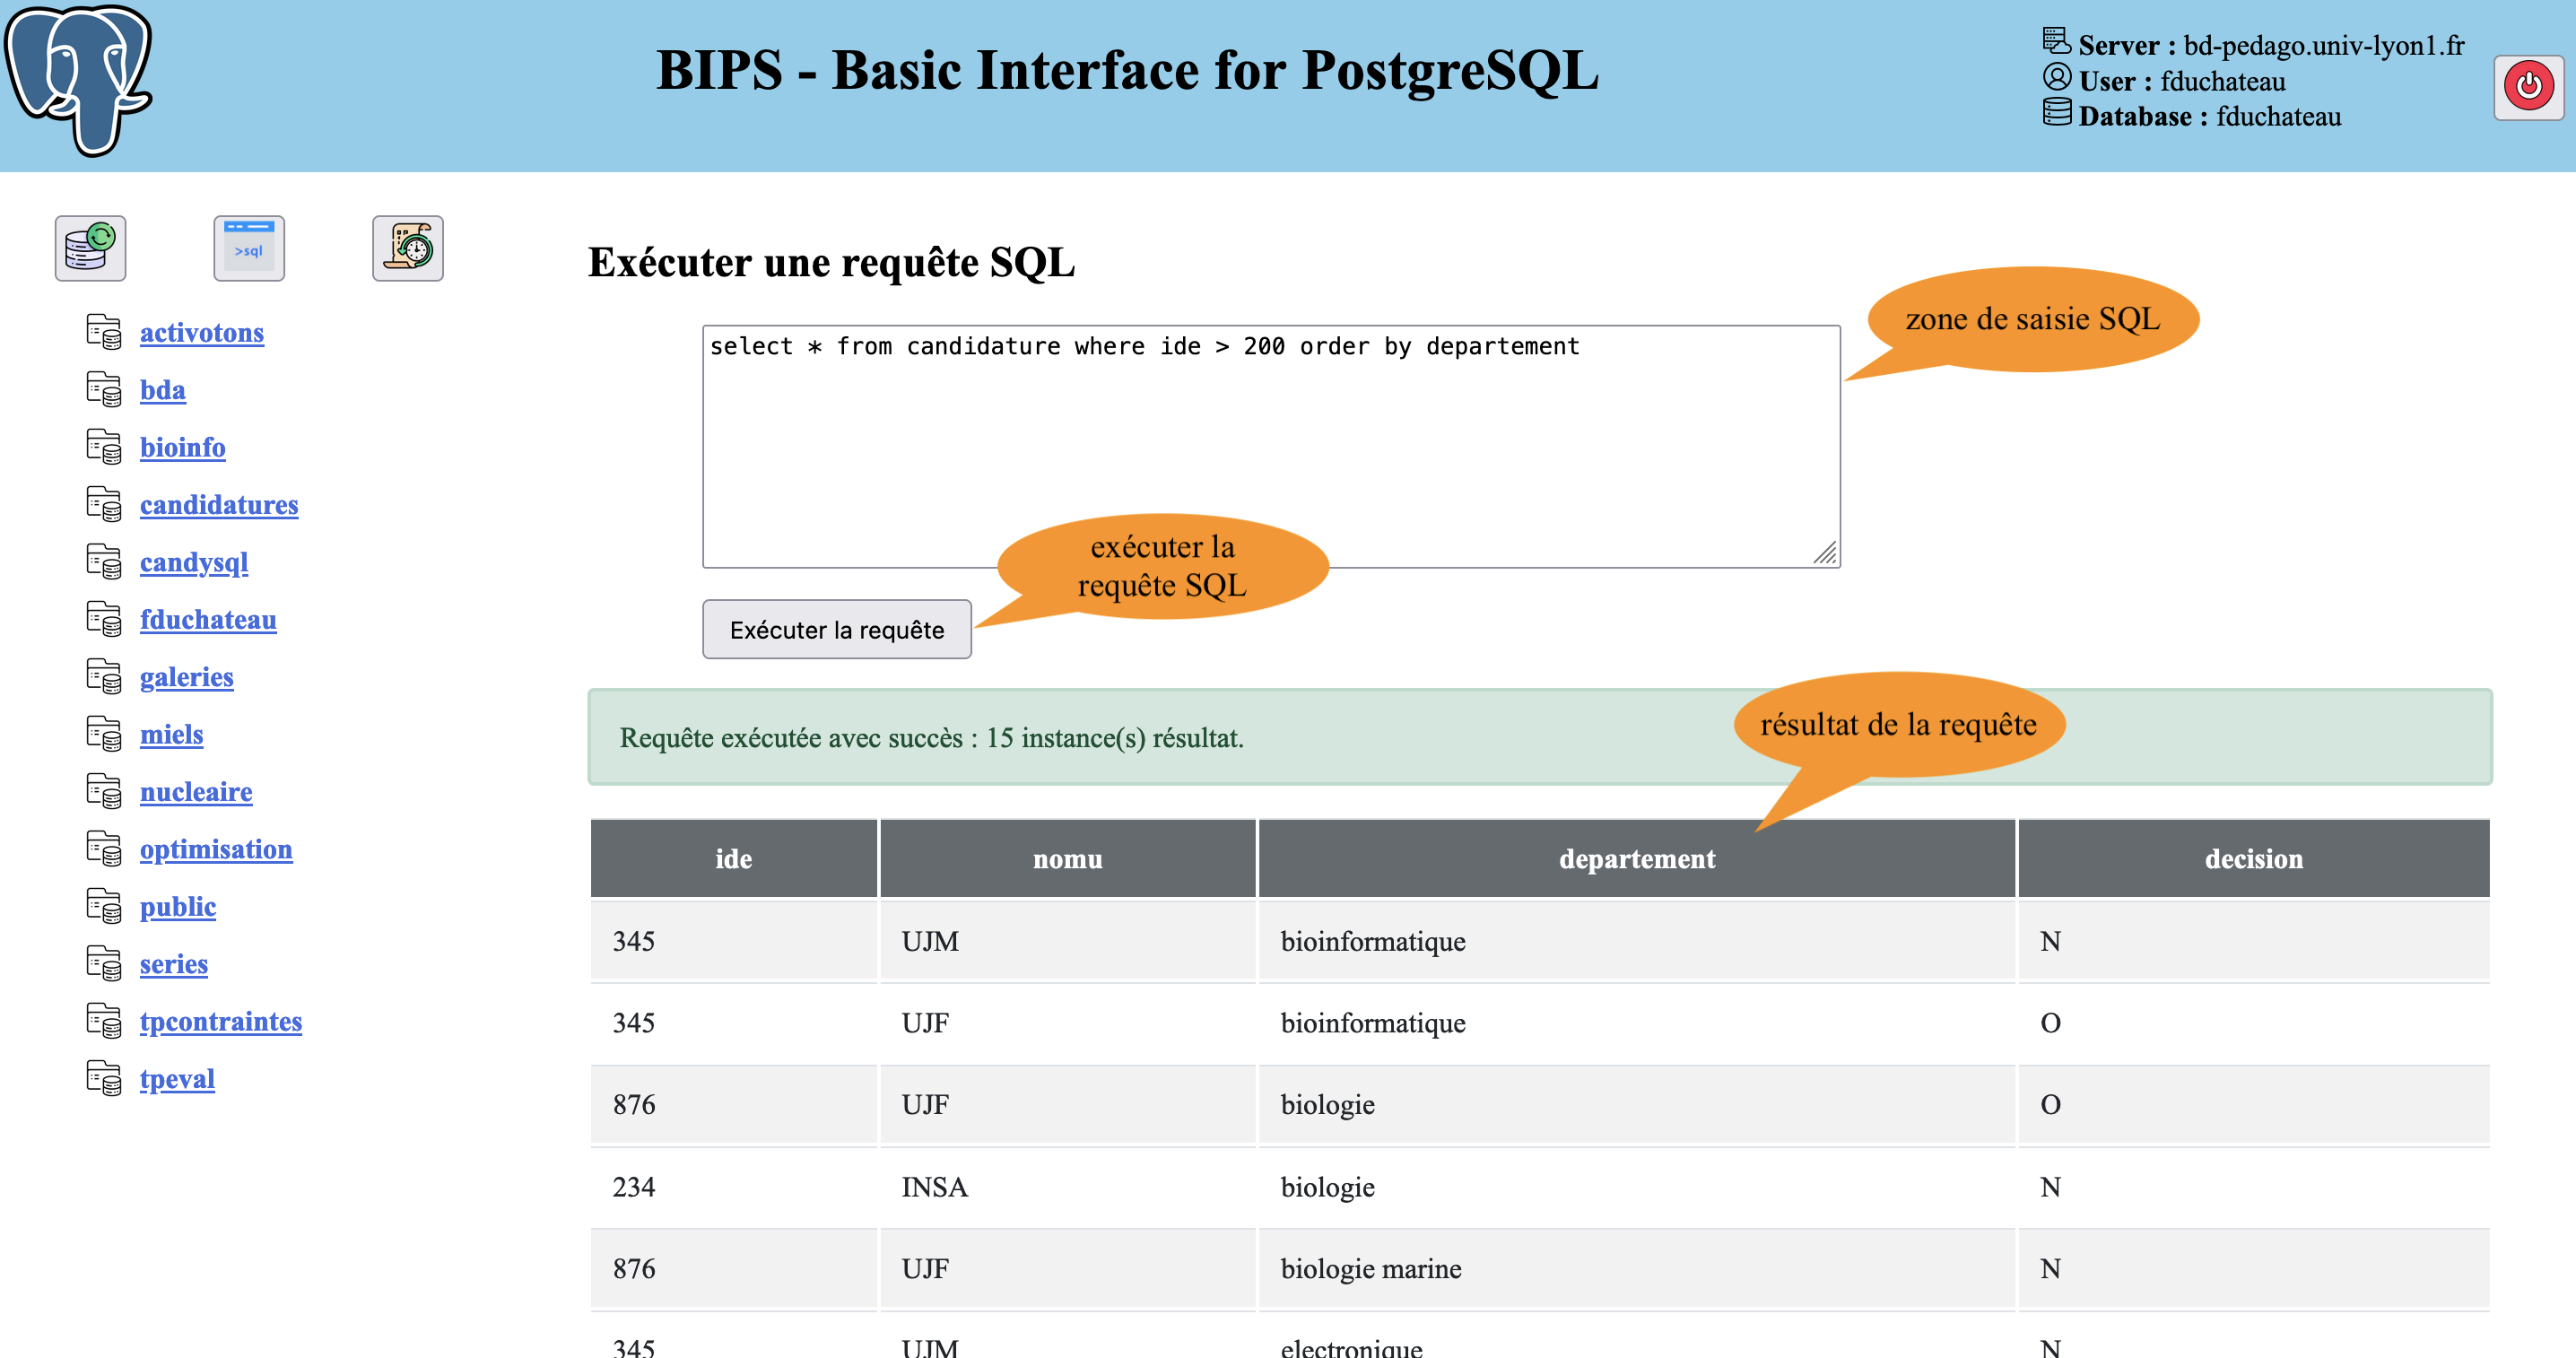 BIPS - Basic Interface for PostgreSQL
Server : bd-pedago.univ-lyon1.fr
User : fduchateau
Database : fduchateau
>sql
activotons
bda
bioinfo
candidatures
candysql
fduchateau
galeries
miels
nucleaire
optimisation
public
series
tpcontraintes
tpeval
Exécuter une requête SQL
zone de saisie SQL
select * from candidature where ide > 200 order by departement
exécuter la
requête SQL
Exécuter la requête
résultat de la requête
Requête exécutée avec succès : 15 instance(s) résultat.
ide nomu departement decision
345 UJM bioinformatique N
345 UJF bioinformatique O
876 UJF biologie O
234 INSA biologie N
876 UJF biologie marine N
345 UJM electronique N